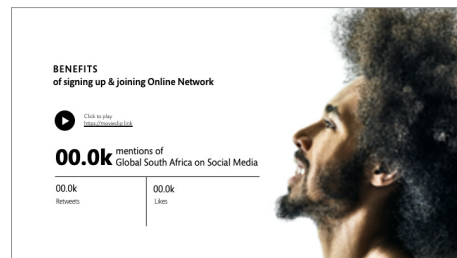 BENEFITS
of signing up & joining Online Network
Click to play
https://movieclip.link
00.0k mentions of
Global South Africa on Social Media
00.0k
Retweets
00.0k
Likes